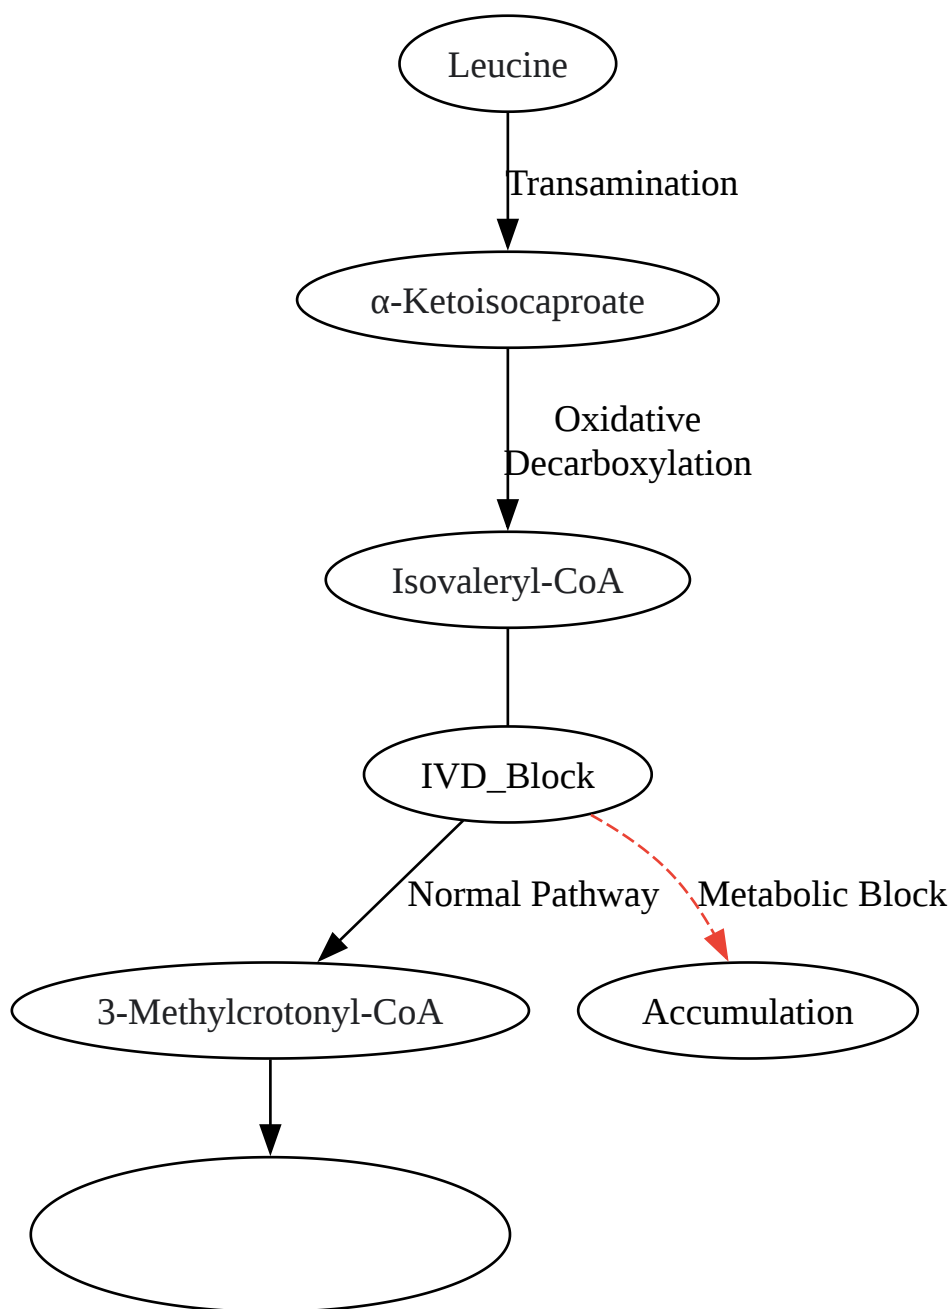 Leucine
Transamination
α-Ketoisocaproate
Oxidative
Decarboxylation
Isovaleryl-CoA
IVD_Block
Normal Pathway
Metabolic Block
3-Methylcrotonyl-CoA
Accumulation